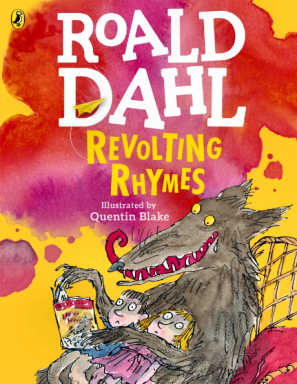 ROALD
DAHL
REVOLTING
RHYMES
Illustrated by
Quentin Blake